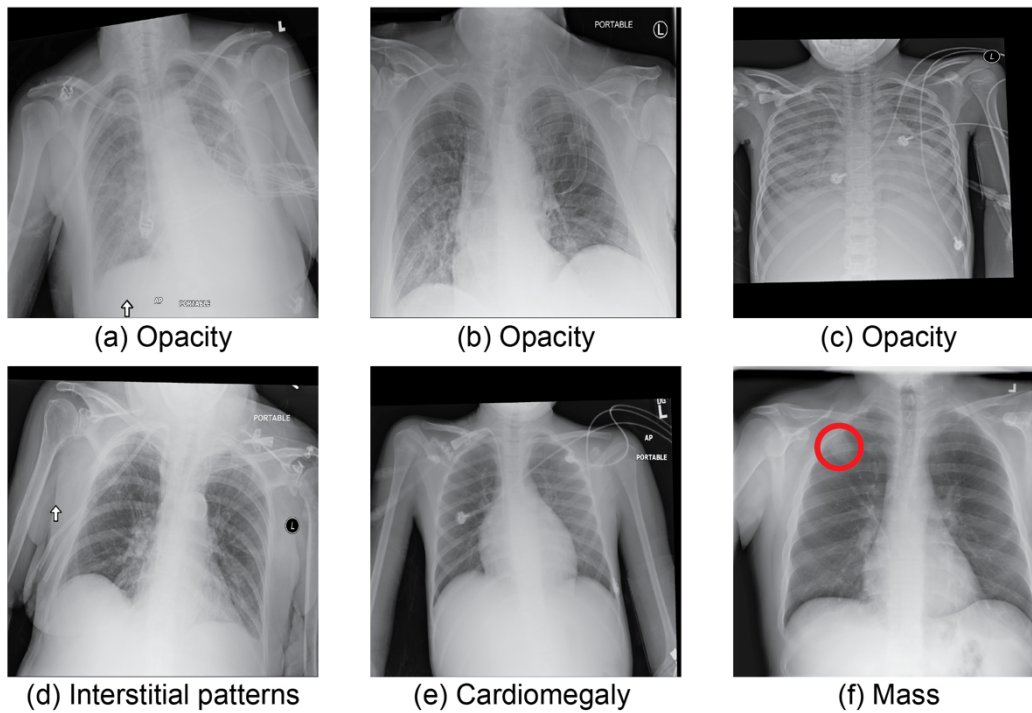 L
AP PORTABLE
(a) Opacity
PORTABLE L
(b) Opacity
L
(c) Opacity
PORTABLE
L
(d) Interstitial patterns
L
AP
PORTABLE
(e) Cardiomegaly
(f) Mass